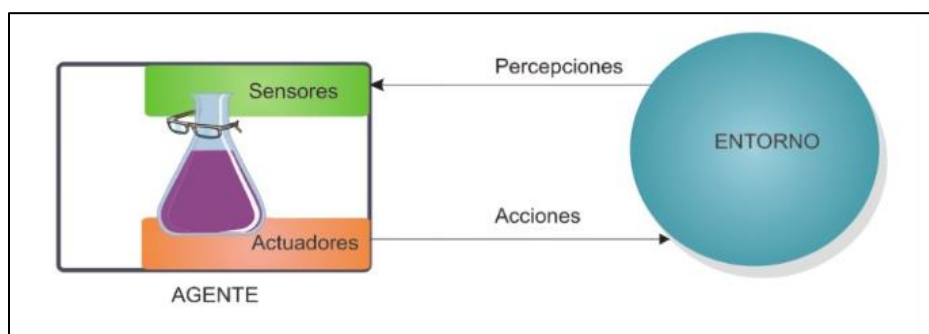 Percepciones
Sensores
ENTORNO
Acciones
Actuadores
AGENTE